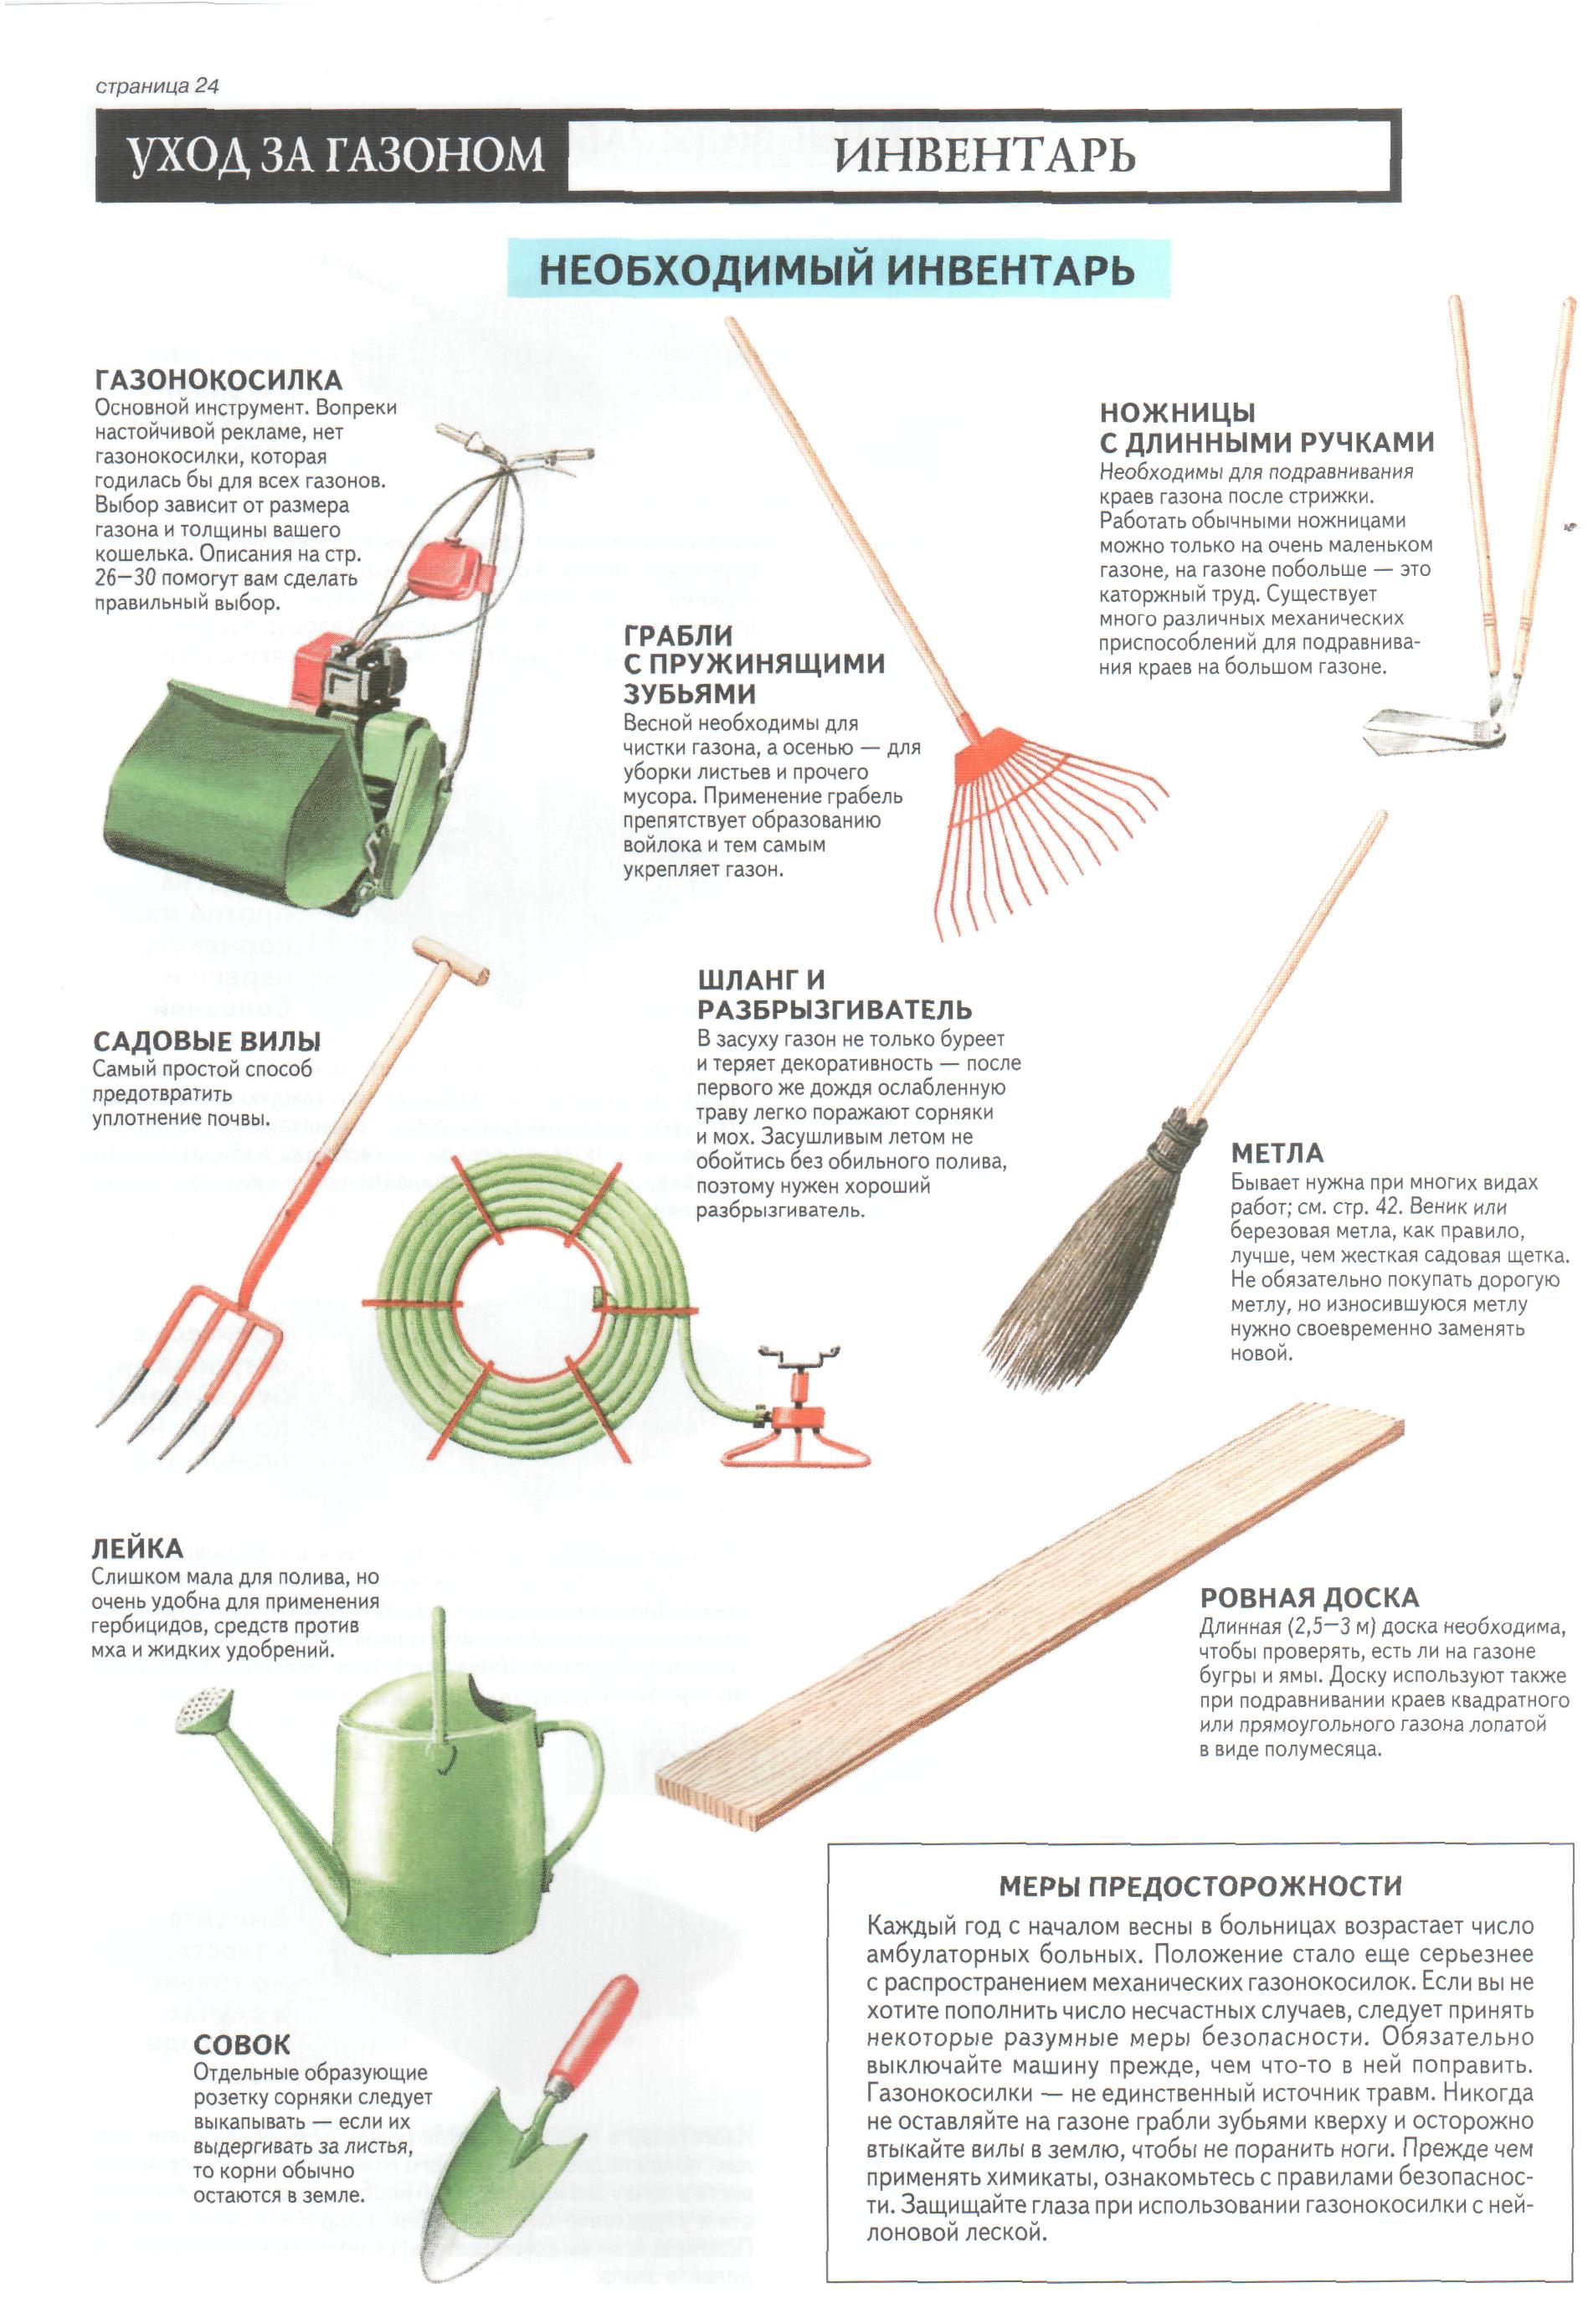 страница 24
УХОД ЗА ГАЗОНОМ
ИНВЕНТАРЬ
НЕОБХОДИМЫЙ ИНВЕНТАРЬ
ГАЗОНОКОСИЛКА
Основной инструмент. Вопреки
настойчивой рекламе, нет
газонокосилки, которая
годилась бы для всех газонов.
Выбор зависит от размера
газона и толщины вашего
кошелька. Описания на стр.
26—30 помогут вам сделать
правильный выбор.
НОЖНИЦЫ
С ДЛИННЫМИ РУЧКАМИ
Необходимы для подравнивания
краев газона после стрижки.
Работать обычными ножницами
можно только на очень маленьком
газоне, на газоне побольше — это
каторжный труд. Существует
много различных механических
приспособлений для подравнива-
ния краев на большом газоне.
ГРАБЛИ
С ПРУЖИНЯЩИМИ
ЗУБЬЯМИ
Весной необходимы для
чистки газона, а осенью — для
уборки листьев и прочего
мусора. Применение грабель
препятствует образованию
войлока и тем самым
укрепляет газон.
САДОВЫЕ ВИЛЫ
Самый простой способ
предотвратить
уплотнение почвы.
ШЛАНГ И
РАЗБРЫЗГИВАТЕЛЬ
В засуху газон не только буреет
и теряет декоративность — после
первого же дождя ослабленную
траву легко поражают сорняки
и мох. Засушливым летом не
обойтись без обильного полива,
поэтому нужен хороший
разбрызгиватель.
МЕТЛА
Бывает нужна при многих видах
работ; см. стр. 42. Веник или
березовая метла, как правило,
лучше, чем жесткая садовая щетка.
Не обязательно покупать дорогую
метлу, но износившуюся метлу
нужно своевременно заменять
новой.
ЛЕЙКА
Слишком мала для полива, но
очень удобна для применения
гербицидов, средств против
мха и жидких удобрений.
РОВНАЯ ДОСКА
Длинная (2,5—3 м) доска необходима,
чтобы проверять, есть ли на газоне
бугры и ямы. Доску используют также
при подравнивании краев квадратного
или прямоугольного газона лопатой
в виде полумесяца.
СОВОК
Отдельные образующие
розетку сорняки следует
выкапывать — если их
выдергивать за листья,
то корни обычно
остаются в земле.
МЕРЫ ПРЕДОСТОРОЖНОСТИ
Каждый год с началом весны в больницах возрастает число
амбулаторных больных. Положение стало еще серьезнее
с распространением механических газонокосилок. Если вы не
хотите пополнить число несчастных случаев, следует принять
некоторые разумные меры безопасности. Обязательно
выключайте машину прежде, чем что-то в ней поправить.
Газонокосилки — не единственный источник травм. Никогда
не оставляйте на газоне грабли зубьями кверху и осторожно
втыкайте вилы в землю, чтобы не поранить ноги. Прежде чем
применять химикаты, ознакомьтесь с правилами безопаснос-
ти. Защищайте глаза при использовании газонокосилки с ней-
лоновой леской.